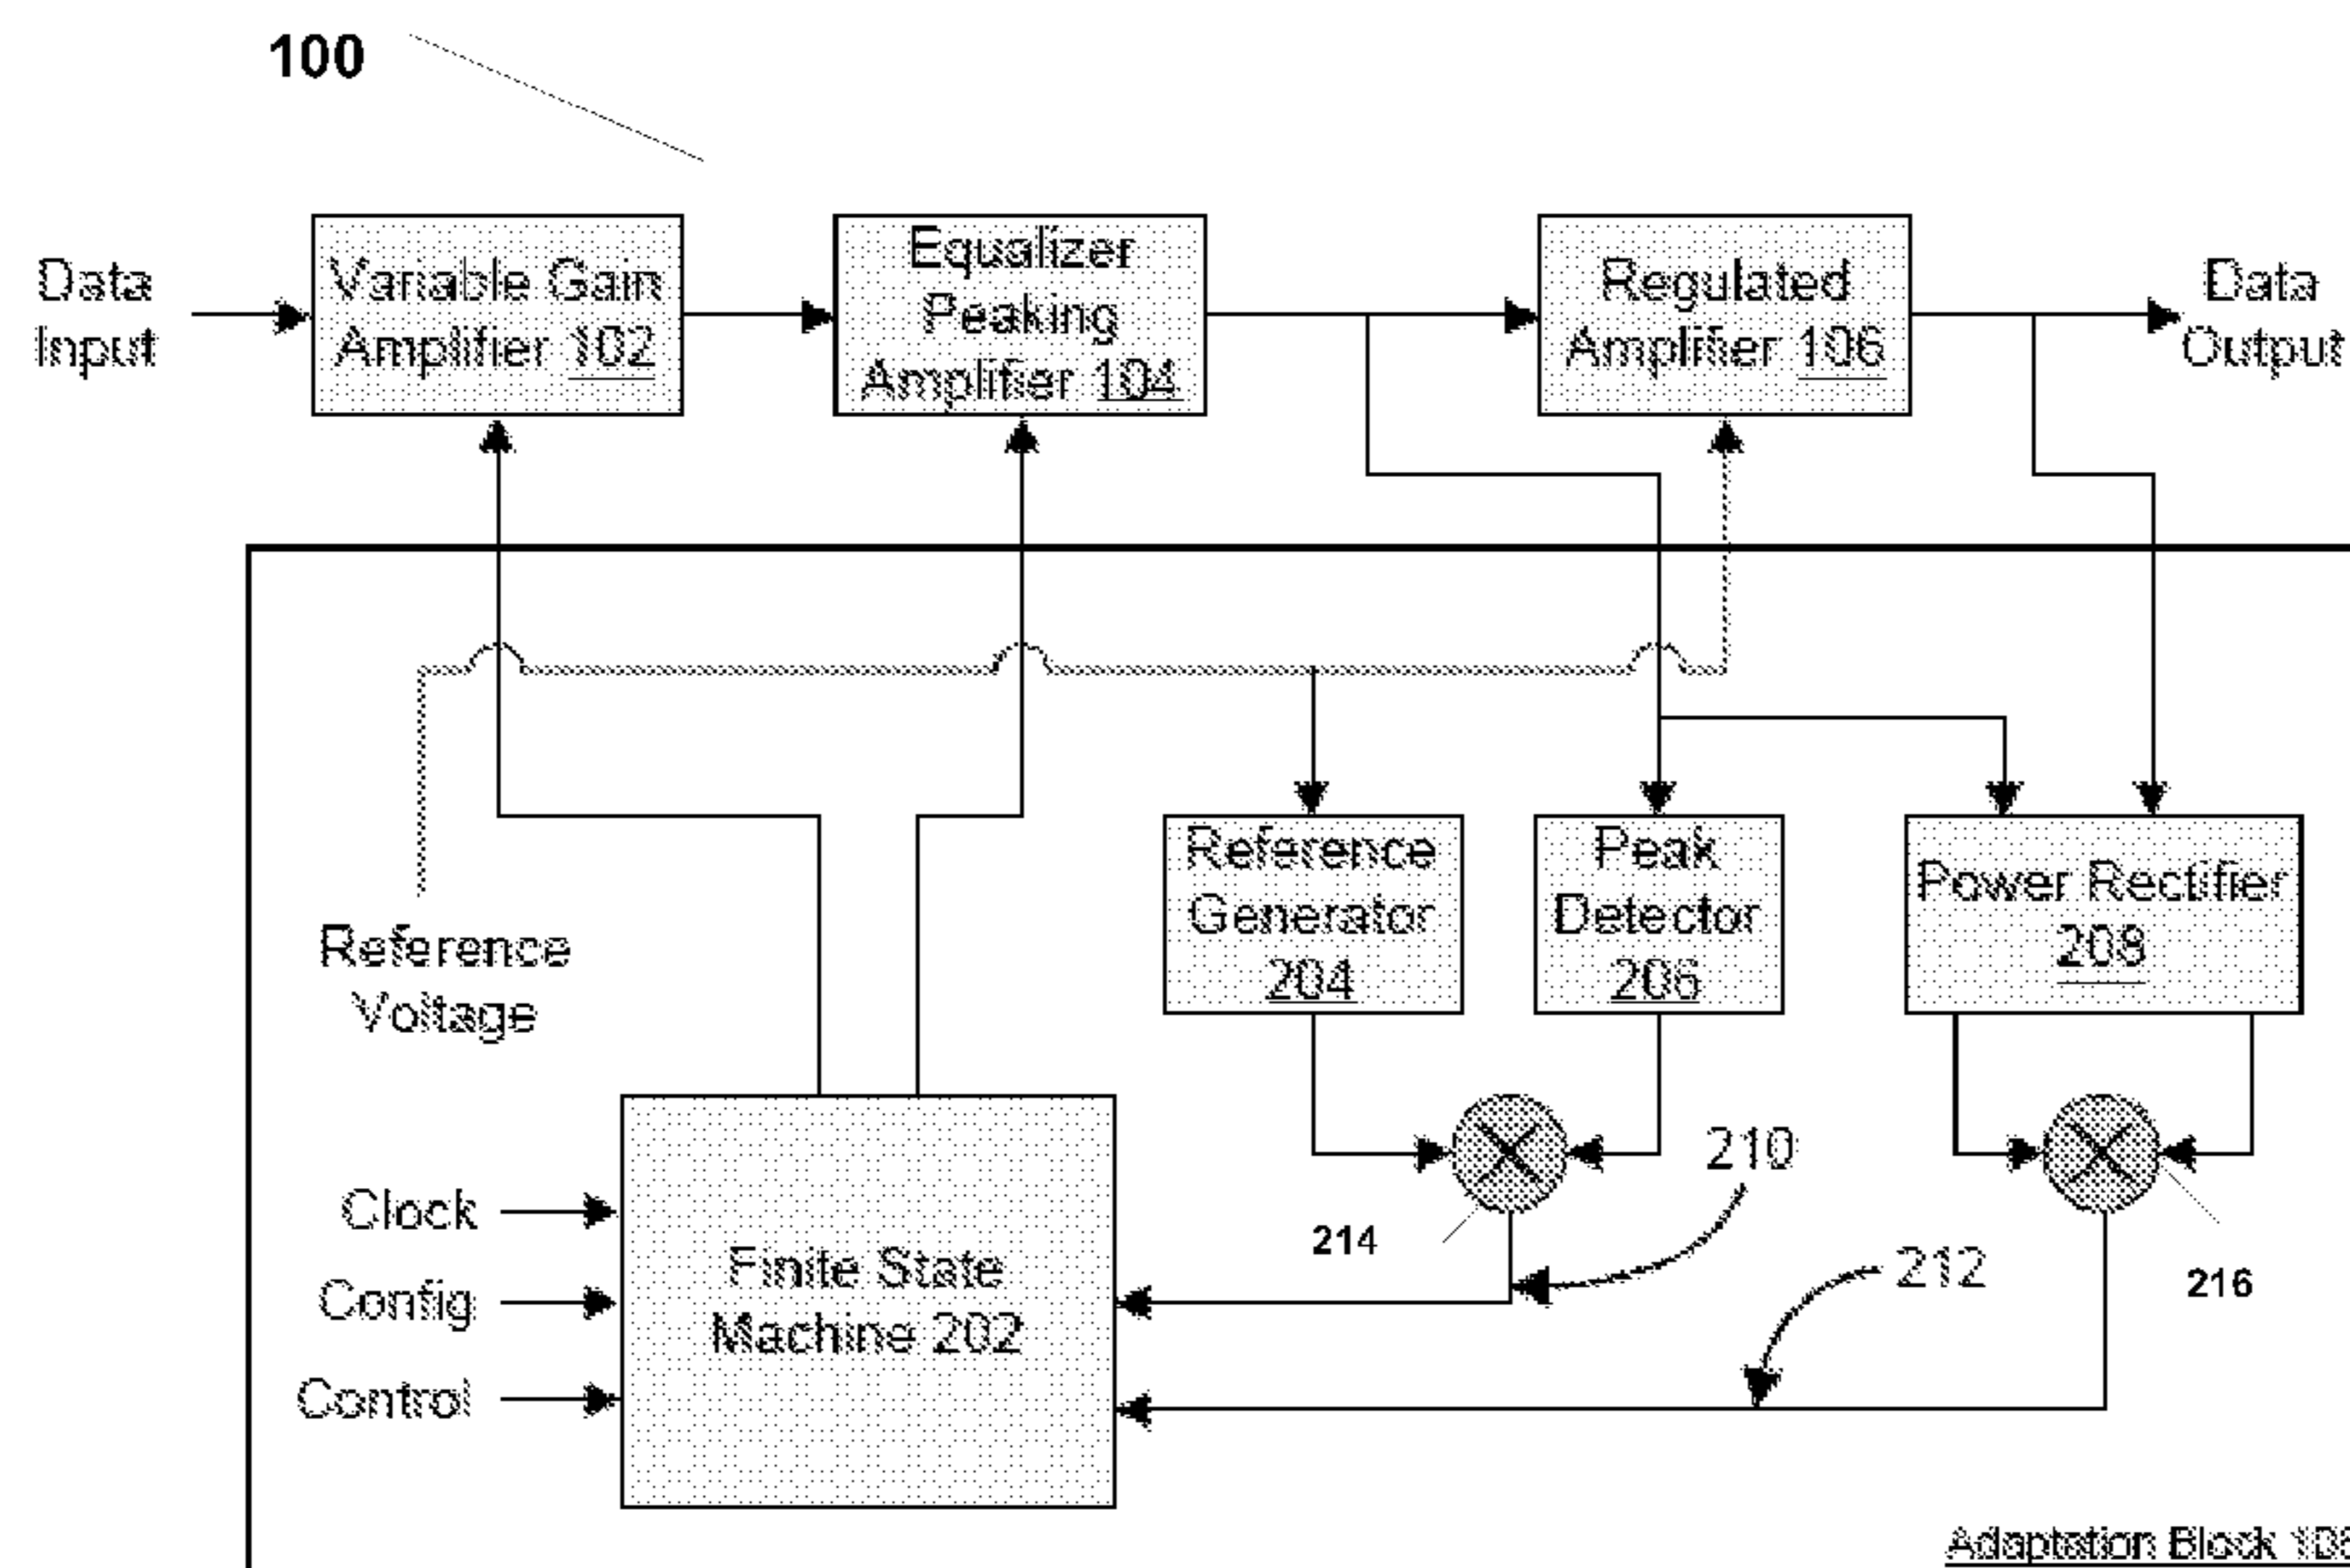 100
Data
Input
Variable Gain
Amplifier 102
Equalizer
Peaking
Amplifier 104
Regulated
Amplifier 106
Data
Output
Reference
Voltage
Reference
Generator
204
Peak
Detector
206
Power Rectifier
208
Clock
Config
Control
Finite State
Machine 202
214
210
212
216
Adaptation Block